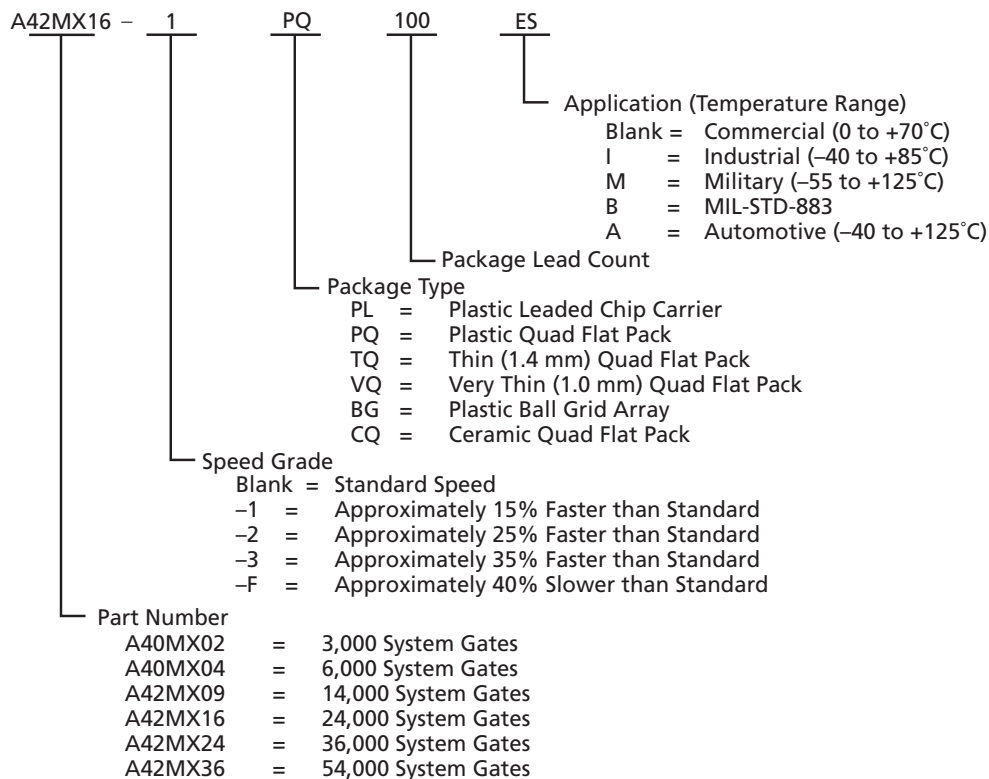 A42MX16 – 1 PQ 100 ES
Application (Temperature Range)
Blank = Commercial (0 to +70˚C)
I = Industrial (–40 to +85˚C)
M = Military (–55 to +125˚C)
B = MIL-STD-883
A = Automotive (–40 to +125˚C)
Package Lead Count
Package Type
PL = Plastic Leaded Chip Carrier
PQ = Plastic Quad Flat Pack
TQ = Thin (1.4 mm) Quad Flat Pack
VQ = Very Thin (1.0 mm) Quad Flat Pack
BG = Plastic Ball Grid Array
CQ = Ceramic Quad Flat Pack
Speed Grade
Blank = Standard Speed
–1 = Approximately 15% Faster than Standard
–2 = Approximately 25% Faster than Standard
–3 = Approximately 35% Faster than Standard
–F = Approximately 40% Slower than Standard
Part Number
A40MX02 = 3,000 System Gates
A40MX04 = 6,000 System Gates
A42MX09 = 14,000 System Gates
A42MX16 = 24,000 System Gates
A42MX24 = 36,000 System Gates
A42MX36 = 54,000 System Gates